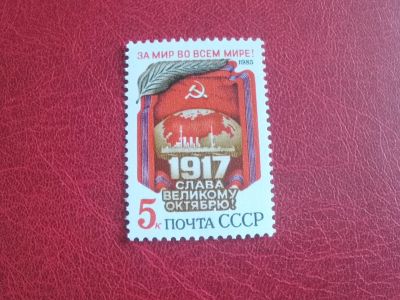 ЗА МИР ВО ВСЕМ МИРЕ!
1985
1917
СЛАВА
ВЕЛИКОМУ
ОКТЯБРЮ!
5к ПОЧТА СССР